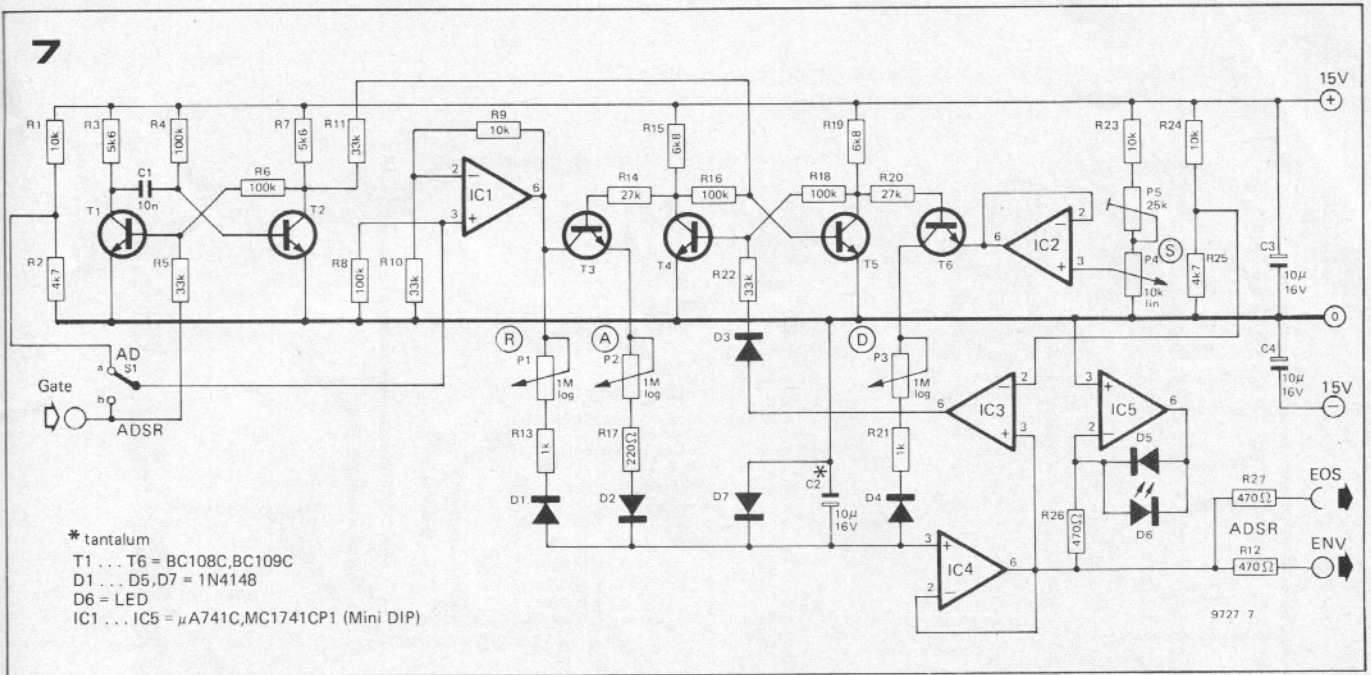 7
15V
+
R1
10k
R3
5k6
R4
100k
R7
5k6
R11
33k
R9
10k
R15
6k8
R19
6k8
R23
10k
R24
10k
C1
10n
R6
100k
2
−
IC1
6
3
+
R14
27k
R16
100k
R18
100k
R20
27k
P5
25k
T1
T2
T3
T4
T5
T6
6
IC2
2
−
+
3
S
P4
10k
lin
R2
4k7
R5
33k
R8
100k
R10
33k
R22
33k
R25
4k7
C3
10µ
16V
0
AD
a
S1
b
ADSR
Gate
R
P1
1M
log
A
P2
1M
log
D3
D
P3
1M
log
6
IC3
−
2
+
3
3
+
IC5
6
2
−
C4
10µ
16V
15V
−
R13
1k
R17
220Ω
R21
1k
D5
D6
D1
D2
D7
*
C2
10µ
16V
D4
R26
470Ω
R27
470Ω
EOS
ADSR
R12
470Ω
ENV
3
+
IC4
6
2
−
* tantalum
T1 . . . T6 = BC108C,BC109C
D1 . . . D5,D7 = 1N4148
D6 = LED
IC1 . . . IC5 = µA741C,MC1741CP1 (Mini DIP)
9727 7